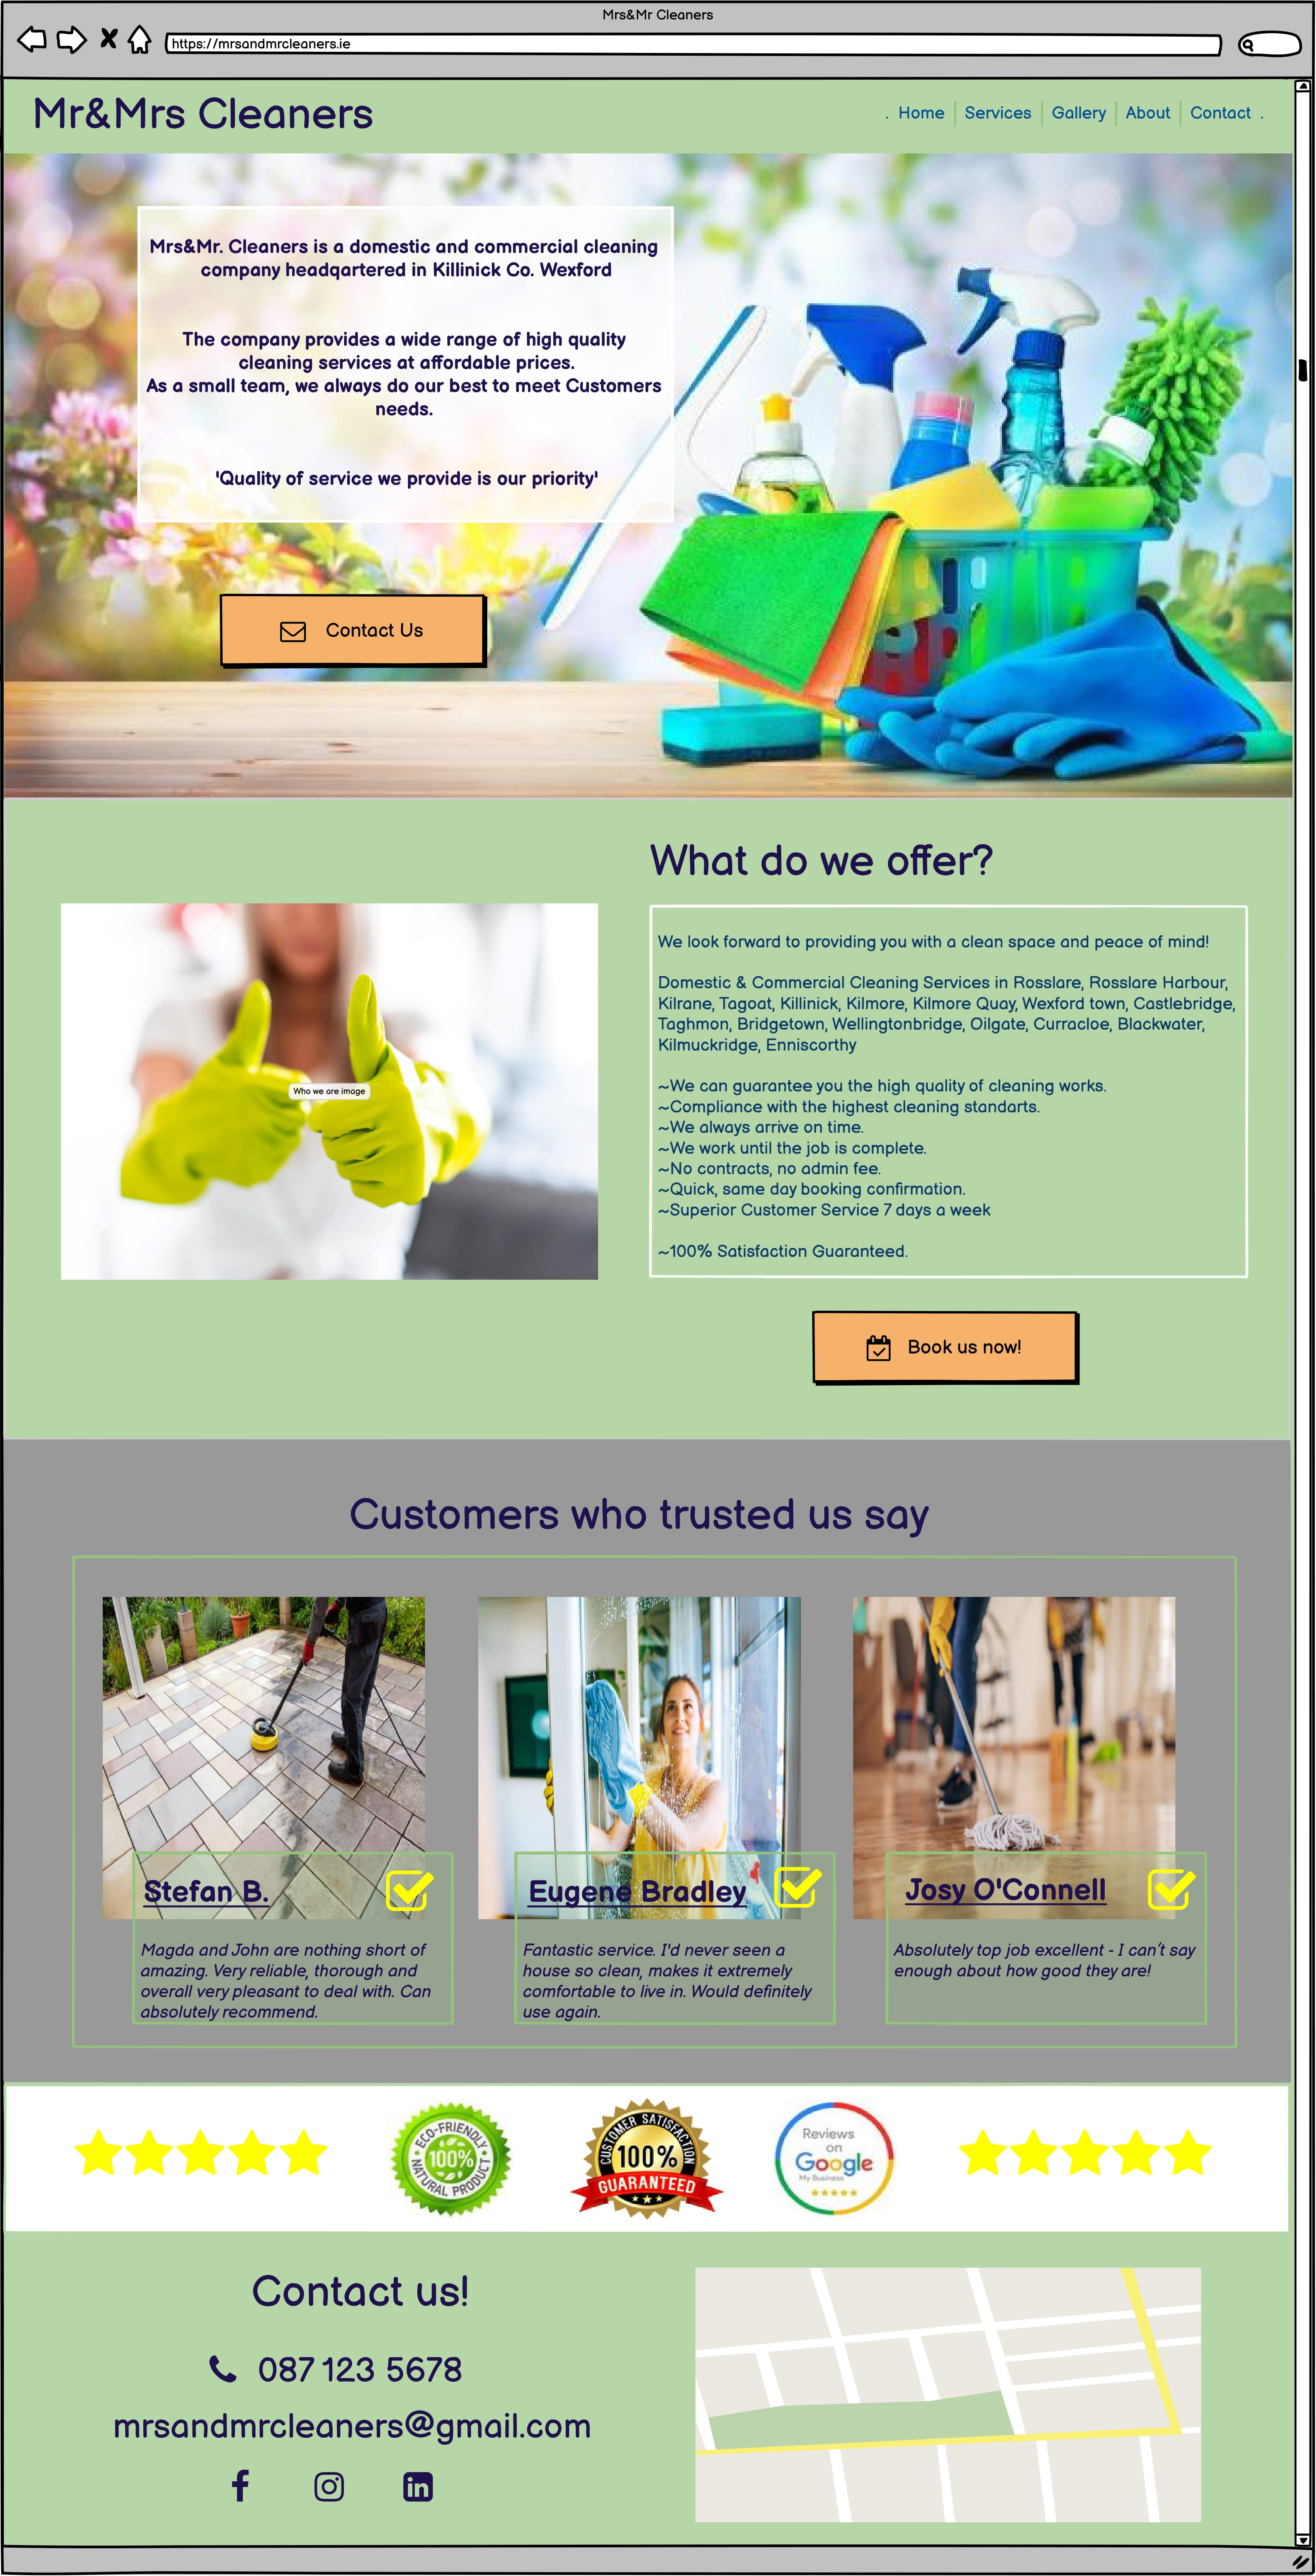 Mrs&Mr Cleaners
https://mrsandmrcleaners.ie
Mr&Mrs Cleaners
. Home Services Gallery About Contact .
Mrs&Mr. Cleaners is a domestic and commercial cleaning
company headqartered in Killinick Co. Wexford
The company provides a wide range of high quality
cleaning services at affordable prices.
As a small team, we always do our best to meet Customers
needs.
'Quality of service we provide is our priority'
Contact Us
What do we offer?
We look forward to providing you with a clean space and peace of mind!
Domestic & Commercial Cleaning Services in Rosslare, Rosslare Harbour,
Kilrane, Tagoat, Killinick, Kilmore, Kilmore Quay, Wexford town, Castlebridge,
Taghmon, Bridgetown, Wellingtonbridge, Oilgate, Curracloe, Blackwater,
Kilmuckridge, Enniscorthy
~We can guarantee you the high quality of cleaning works.
~Compliance with the highest cleaning standarts.
~We always arrive on time.
~We work until the job is complete.
~No contracts, no admin fee.
~Quick, same day booking confirmation.
~Superior Customer Service 7 days a week
~100% Satisfaction Guaranteed.
Who we are image
Book us now!
Customers who trusted us say
Stefan B.
Magda and John are nothing short of
amazing. Very reliable, thorough and
overall very pleasant to deal with. Can
absolutely recommend.
Eugene Bradley
Fantastic service. I'd never seen a
house so clean, makes it extremely
comfortable to live in. Would definitely
use again.
Josy O'Connell
Absolutely top job excellent - I can't say
enough about how good they are!
ECO-FRIENDLY
100%
NATURAL PRODUCT
CUSTOMER SATISFACTION
100%
GUARANTEED
Reviews
on
Google
My Business
Contact us!
087 123 5678
mrsandmrcleaners@gmail.com
f
in